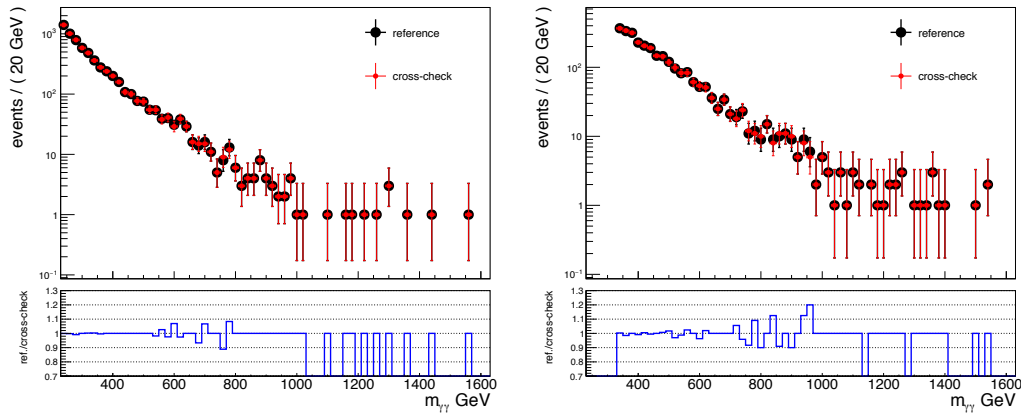 events / ( 20 GeV )
10³
10²
10
1
10⁻¹
reference
cross-check
ref./cross-check
1.3
1.2
1.1
1
0.9
0.8
0.7
400 600 800 1000 1200 1400 1600
mγγ GeV
events / ( 20 GeV )
10²
10
1
10⁻¹
reference
cross-check
ref./cross-check
1.3
1.2
1.1
1
0.9
0.8
0.7
400 600 800 1000 1200 1400 1600
mγγ GeV